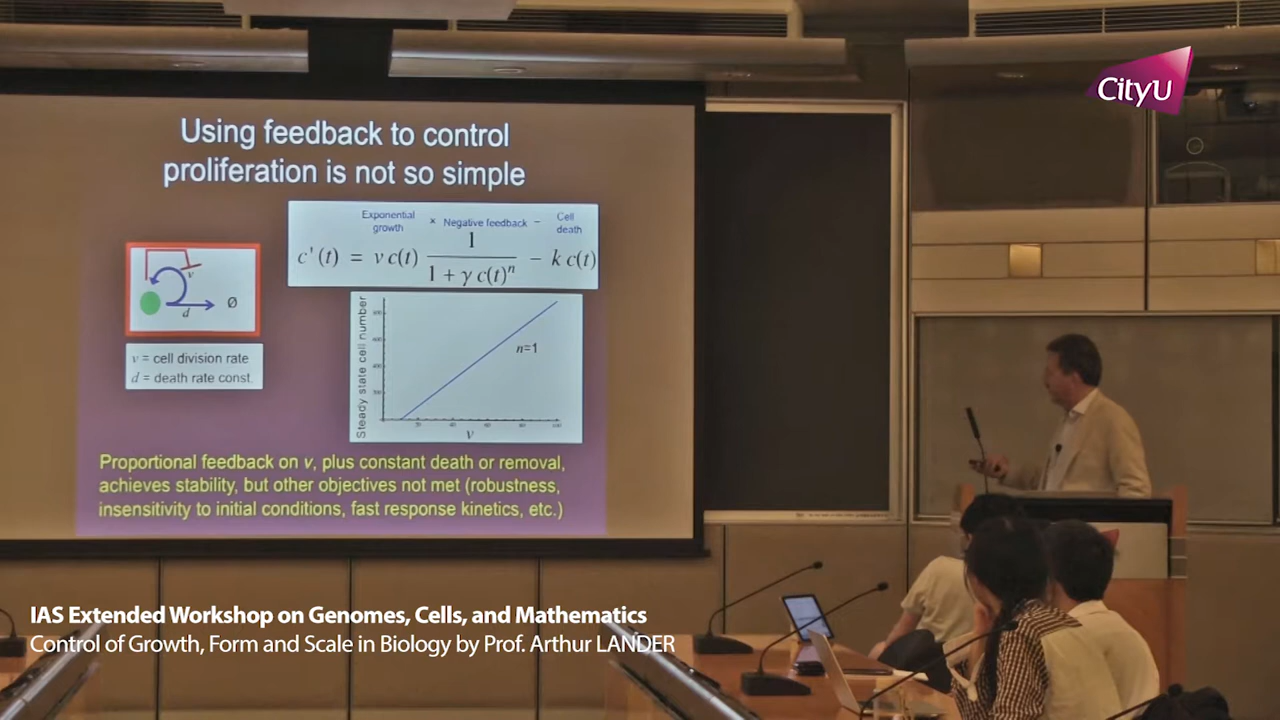 CityU
Using feedback to control
proliferation is not so simple
Exponential growth × Negative feedback − Cell death
c'(t) = v c(t) 1 / (1 + γ c(t)^n) − k c(t)
v
d
Ø
v = cell division rate
d = death rate const.
Steady state cell number
n=1
v
Proportional feedback on v, plus constant death or removal,
achieves stability, but other objectives not met (robustness,
insensitivity to initial conditions, fast response kinetics, etc.)
IAS Extended Workshop on Genomes, Cells, and Mathematics
Control of Growth, Form and Scale in Biology by Prof. Arthur LANDER